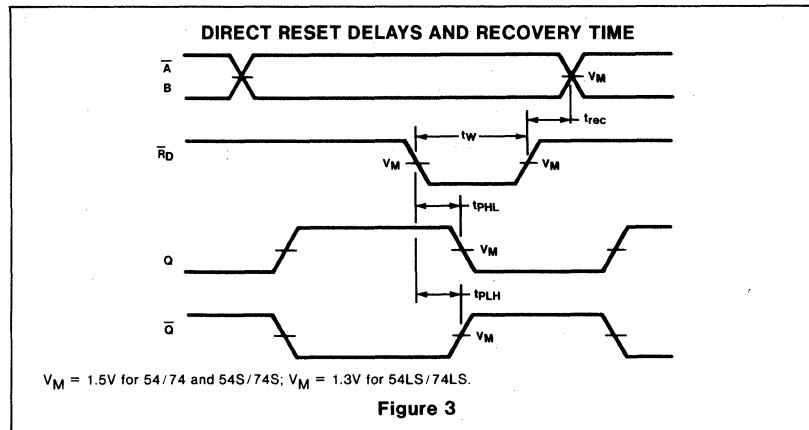 DIRECT RESET DELAYS AND RECOVERY TIME
A̅
B
VM
trec
tW
R̅D
VM
VM
tPHL
Q
VM
tPLH
Q̅
VM
VM = 1.5V for 54/74 and 54S/74S; VM = 1.3V for 54LS/74LS.
Figure 3